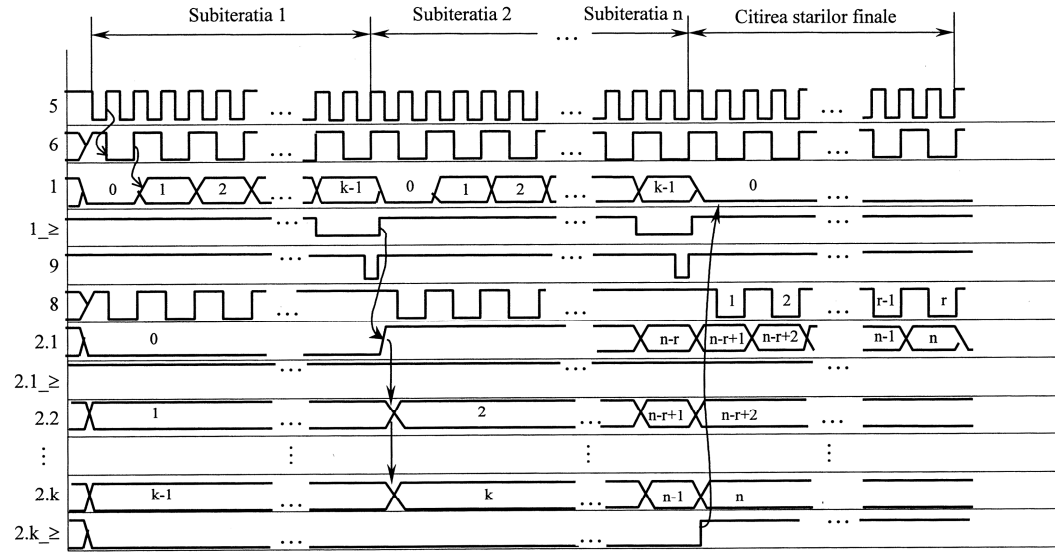 Subiteratia 1 Subiteratia 2 Subiteratia n Citirea starilor finale
...
5 ... ... ...
6 ... ... ...
1 0 1 2 ... k-1 0 1 2 ... k-1 0 ...
1_≥ ... ... ...
9 ... ... ...
8 ... ... 1 2 ... r-1 r
2.1 0 ... ... n-r n-r+1 n-r+2 ... n-1 n
2.1_≥ ... ... ...
2.2 1 ... 2 ... n-r+1 n-r+2 ...
⋮ ⋮ ⋮ ⋮
2.k k-1 ... k ... n-1 n
2.k_≥ ... ... ...